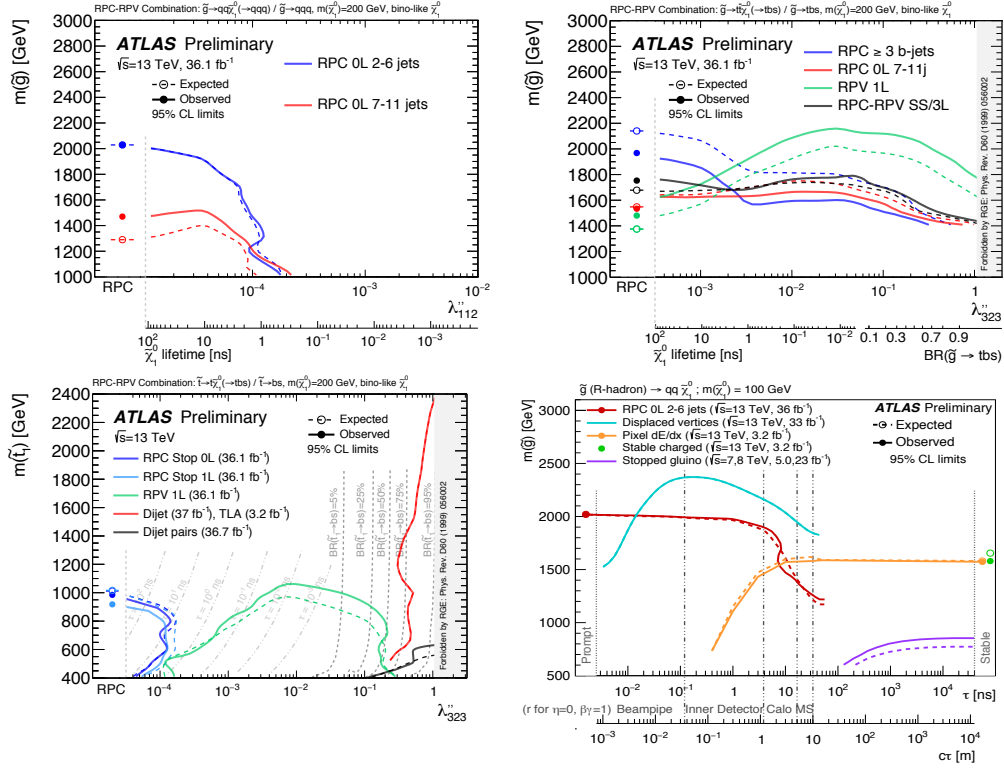 RPC-RPV Combination: g̃→qq̃χ̃₁⁰(→qqq) / g̃→qqq, m(χ̃₁⁰)=200 GeV, bino-like χ̃₁⁰
m(g̃) [GeV]
ATLAS Preliminary
√s=13 TeV, 36.1 fb⁻¹
Expected
Observed
95% CL limits
RPC 0L 2-6 jets
RPC 0L 7-11 jets
3000
2800
2600
2400
2200
2000
1800
1600
1400
1200
1000
RPC
10⁻⁴ 10⁻³ 10⁻²
λ''₁₁₂
10² 10 1 10⁻¹ 10⁻² 10⁻³
χ̃₁⁰ lifetime [ns]
RPC-RPV Combination: g̃→tt̄χ̃₁⁰(→tbs) / g̃→tbs, m(χ̃₁⁰)=200 GeV, bino-like χ̃₁⁰
m(g̃) [GeV]
ATLAS Preliminary
√s=13 TeV, 36.1 fb⁻¹
Expected
Observed
95% CL limits
RPC ≥ 3 b-jets
RPC 0L 7-11j
RPV 1L
RPC-RPV SS/3L
Forbidden by RGE: Phys. Rev. D60 (1999) 056002
3000
2800
2600
2400
2200
2000
1800
1600
1400
1200
1000
RPC
10⁻³ 10⁻² 10⁻¹ 1
λ''₃₂₃
10² 10 1 10⁻¹ 10⁻² 0.1 0.3 0.5 0.7 0.9
χ̃₁⁰ lifetime [ns] BR(g̃ → tbs)
RPC-RPV Combination: t̃→tχ̃₁⁰(→tbs) / t̃→bs, m(χ̃₁⁰)=200 GeV, bino-like χ̃₁⁰
m(t̃₁) [GeV]
ATLAS Preliminary
√s=13 TeV
Expected
Observed
95% CL limits
RPC Stop 0L (36.1 fb⁻¹)
RPC Stop 1L (36.1 fb⁻¹)
RPV 1L (36.1 fb⁻¹)
Dijet (37 fb⁻¹), TLA (3.2 fb⁻¹)
Dijet pairs (36.7 fb⁻¹)
BR(t̃₁→bs)=5%
BR(t̃₁→bs)=25%
BR(t̃₁→bs)=50%
BR(t̃₁→bs)=75%
BR(t̃₁→bs)=95%
Forbidden by RGE: Phys. Rev. D60 (1999) 056002
2400
2200
2000
1800
1600
1400
1200
1000
800
600
400
RPC
10⁻⁴ 10⁻³ 10⁻² 10⁻¹ 1
λ''₃₂₃
g̃ (R-hadron) → qq χ̃₁⁰ ; m(χ̃₁⁰) = 100 GeV
m(g̃) [GeV]
RPC 0L 2-6 jets (√s=13 TeV, 36 fb⁻¹)
Displaced vertices (√s=13 TeV, 33 fb⁻¹)
Pixel dE/dx (√s=13 TeV, 3.2 fb⁻¹)
Stable charged (√s=13 TeV, 3.2 fb⁻¹)
Stopped gluino (√s=7,8 TeV, 5.0,23 fb⁻¹)
ATLAS Preliminary
Expected
Observed
95% CL limits
3000
2500
2000
1500
1000
500
Prompt
Stable
10⁻² 10⁻¹ 1 10 10² 10³ 10⁴
τ [ns]
(r for η=0, βγ=1) Beampipe Inner Detector Calo MS
10⁻³ 10⁻² 10⁻¹ 1 10 10² 10³ 10⁴
cτ [m]